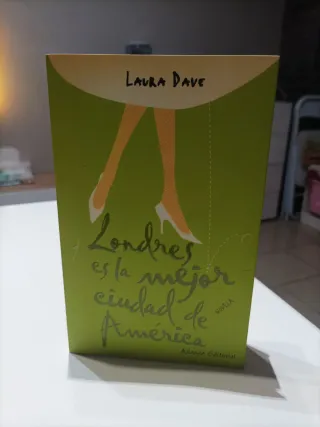 LAURA DAVE
Londres
es la mejor
ciudad de
América